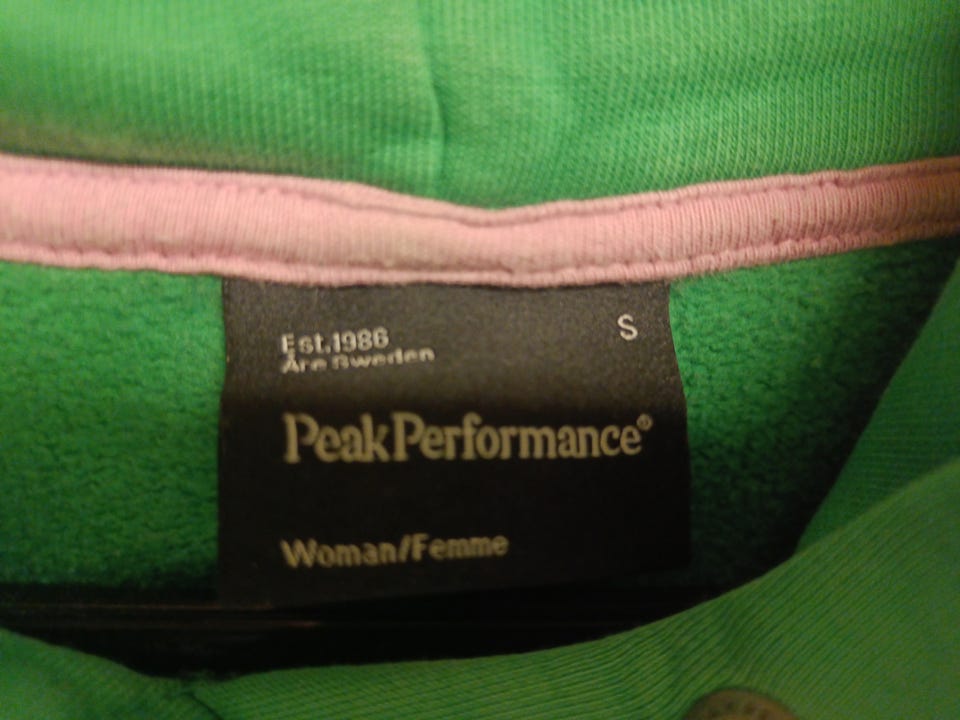 Est.1986
Åre Sweden
S
PeakPerformance®
Woman/Femme